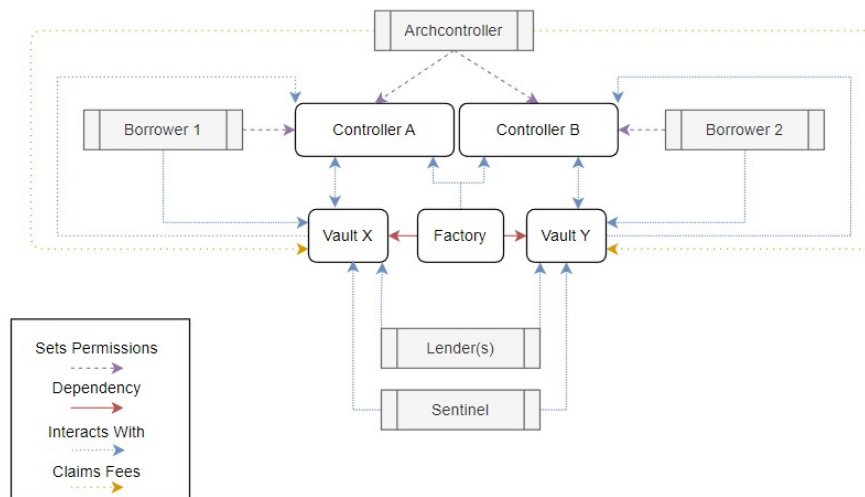 Archcontroller
Borrower 1
Controller A
Controller B
Borrower 2
Vault X
Factory
Vault Y
Lender(s)
Sentinel
Sets Permissions
Dependency
Interacts With
Claims Fees